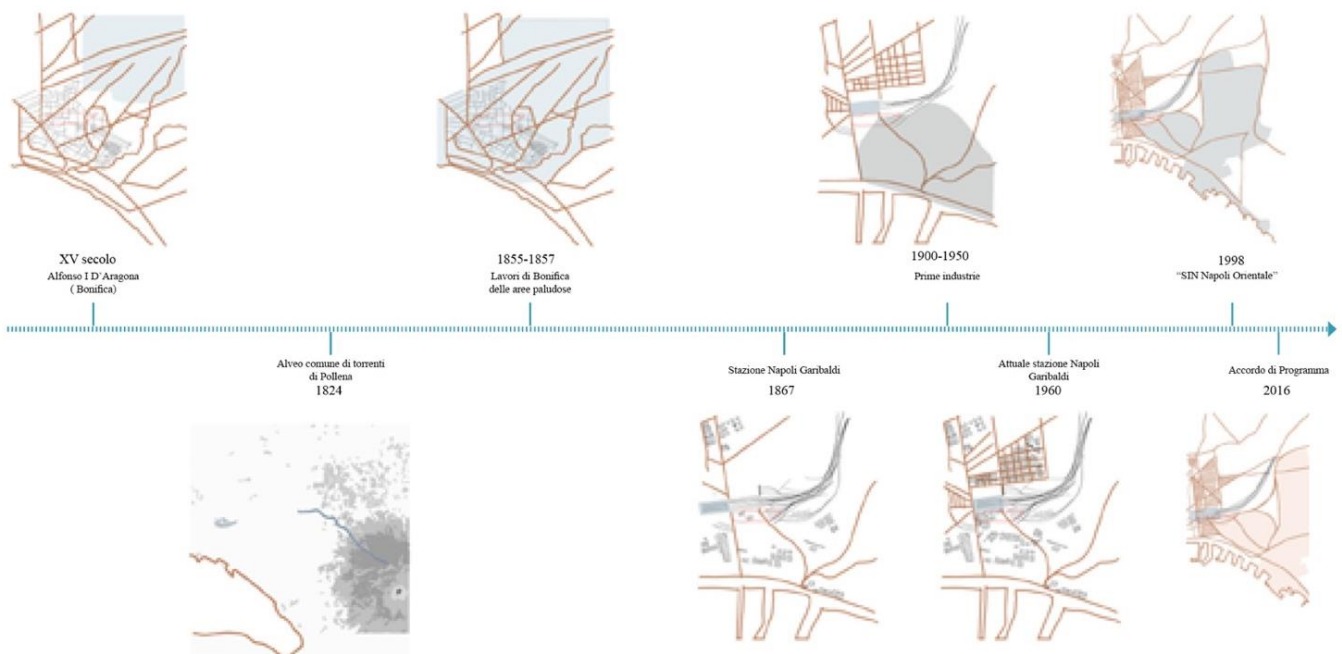 XV secolo
Alfonso I D'Aragona
( Bonifica)
1855-1857
Lavori di Bonifica
delle aree paludose
1900-1950
Prime industrie
1998
“SIN Napoli Orientale”
Alveo comune di torrenti
di Pollena
1824
Stazione Napoli Garibaldi
1867
Attuale stazione Napoli
Garibaldi
1960
Accordo di Programma
2016